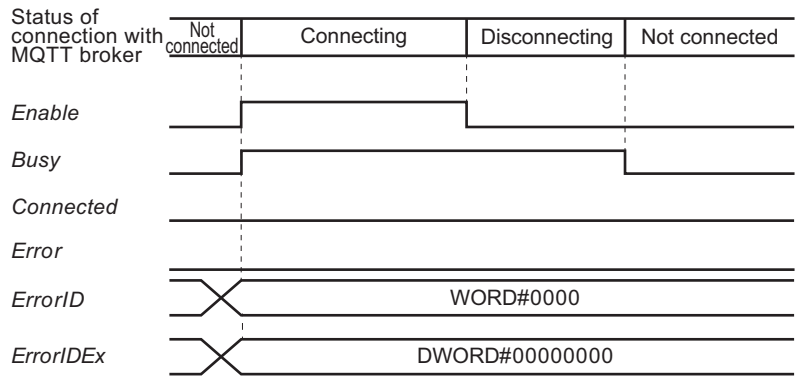 Status of
connection with
MQTT broker
Not
connected
Connecting
Disconnecting
Not connected
Enable
Busy
Connected
Error
ErrorID
WORD#0000
ErrorIDEx
DWORD#00000000